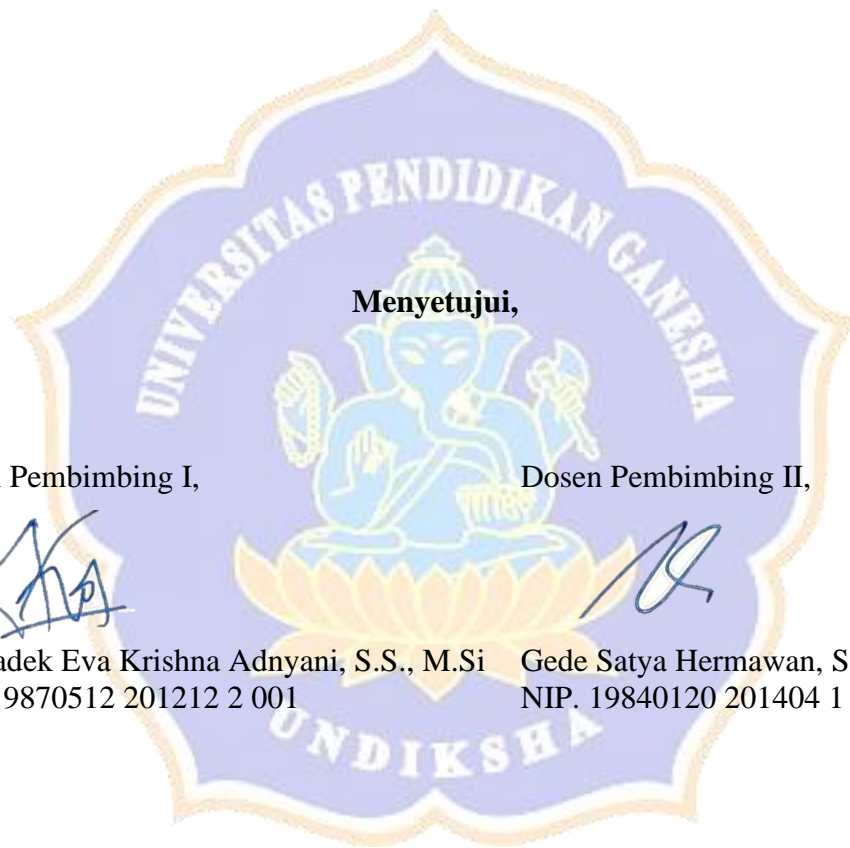 UNIVERSITAS PENDIDIKAN GANESHA
Menyetujui,
Pembimbing I,
Dosen Pembimbing II,
adek Eva Krishna Adnyani, S.S., M.Si
Gede Satya Hermawan, S
9870512 201212 2 001
NIP. 19840120 201404 1
UNDIKSHA